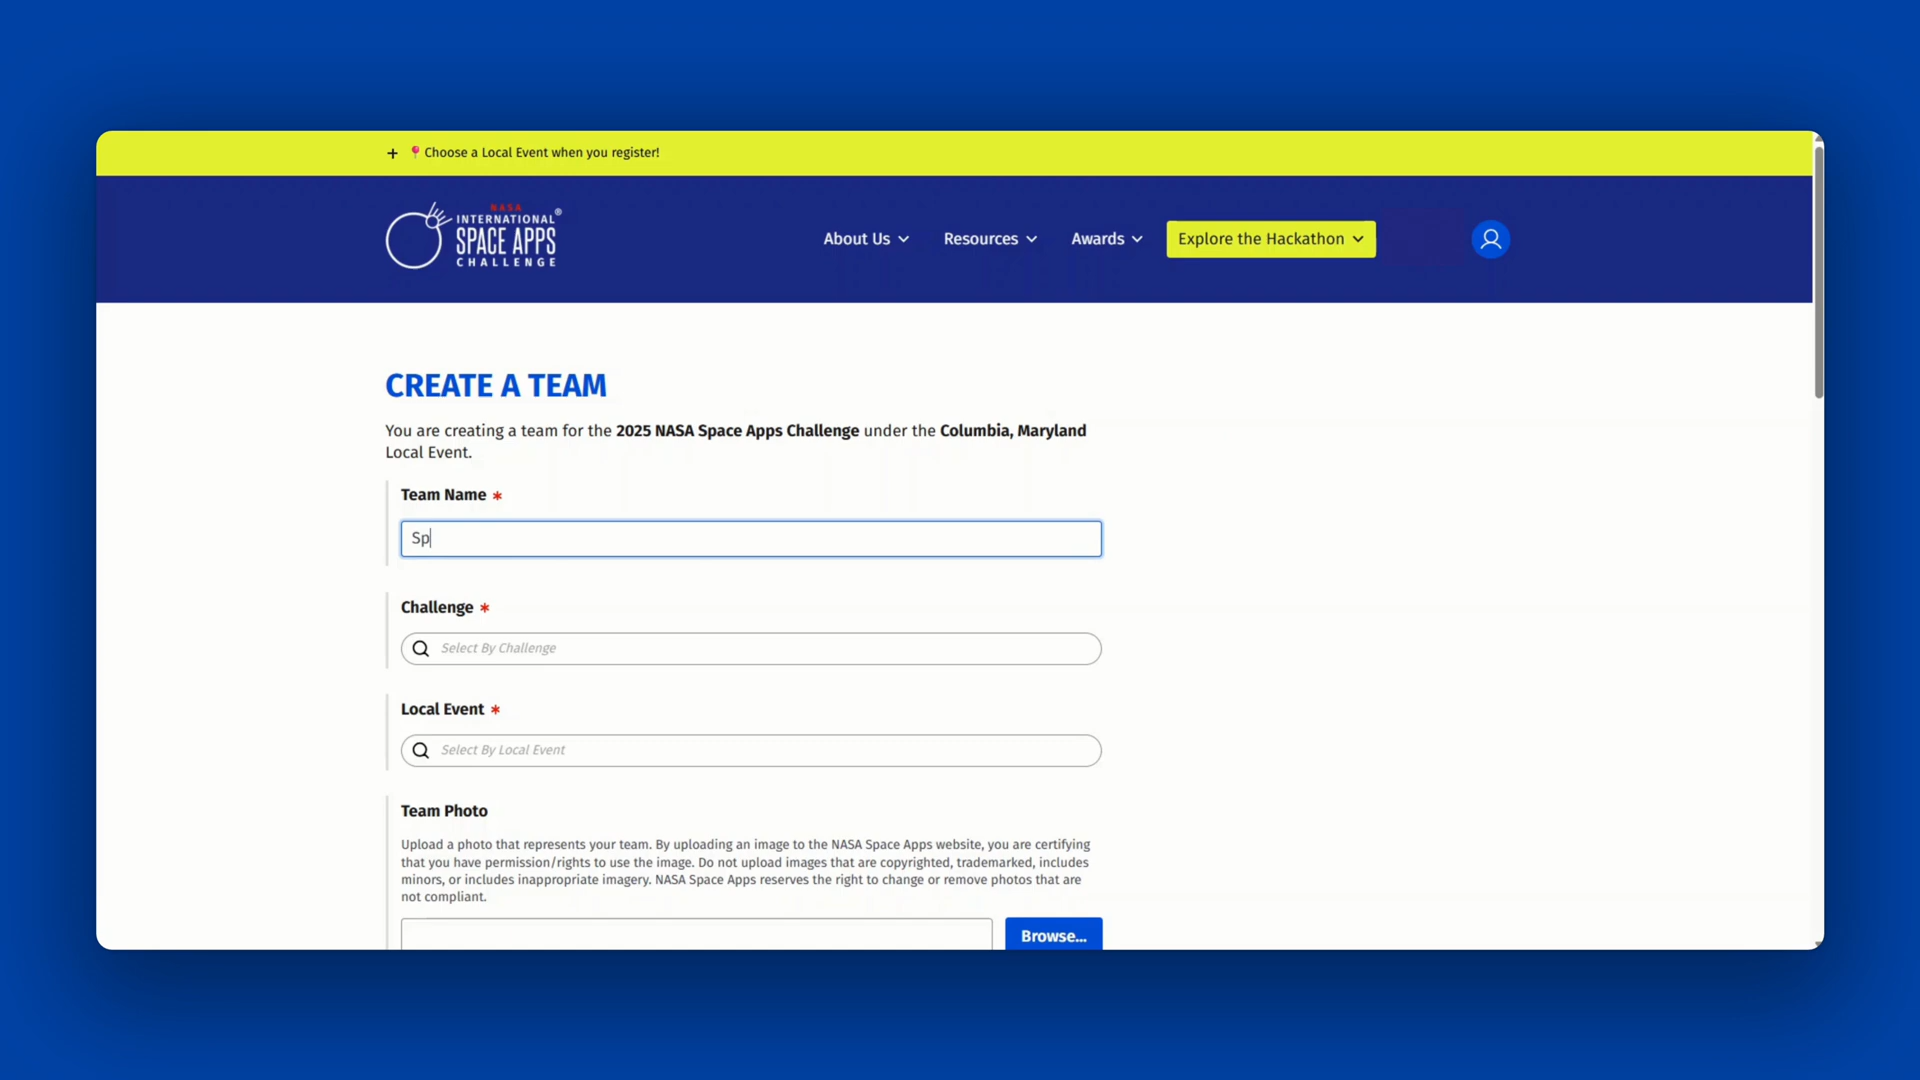 Choose a Local Event when you register!
NASA
INTERNATIONAL®
SPACE APPS
CHALLENGE
About Us
Resources
Awards
Explore the Hackathon
CREATE A TEAM
You are creating a team for the 2025 NASA Space Apps Challenge under the Columbia, Maryland
Local Event.
Team Name *
Sp
Challenge *
Select By Challenge
Local Event *
Select By Local Event
Team Photo
Upload a photo that represents your team. By uploading an image to the NASA Space Apps website, you are certifying
that you have permission/rights to use the image. Do not upload images that are copyrighted, trademarked, includes
minors, or includes inappropriate imagery. NASA Space Apps reserves the right to change or remove photos that are
not compliant.
Browse...